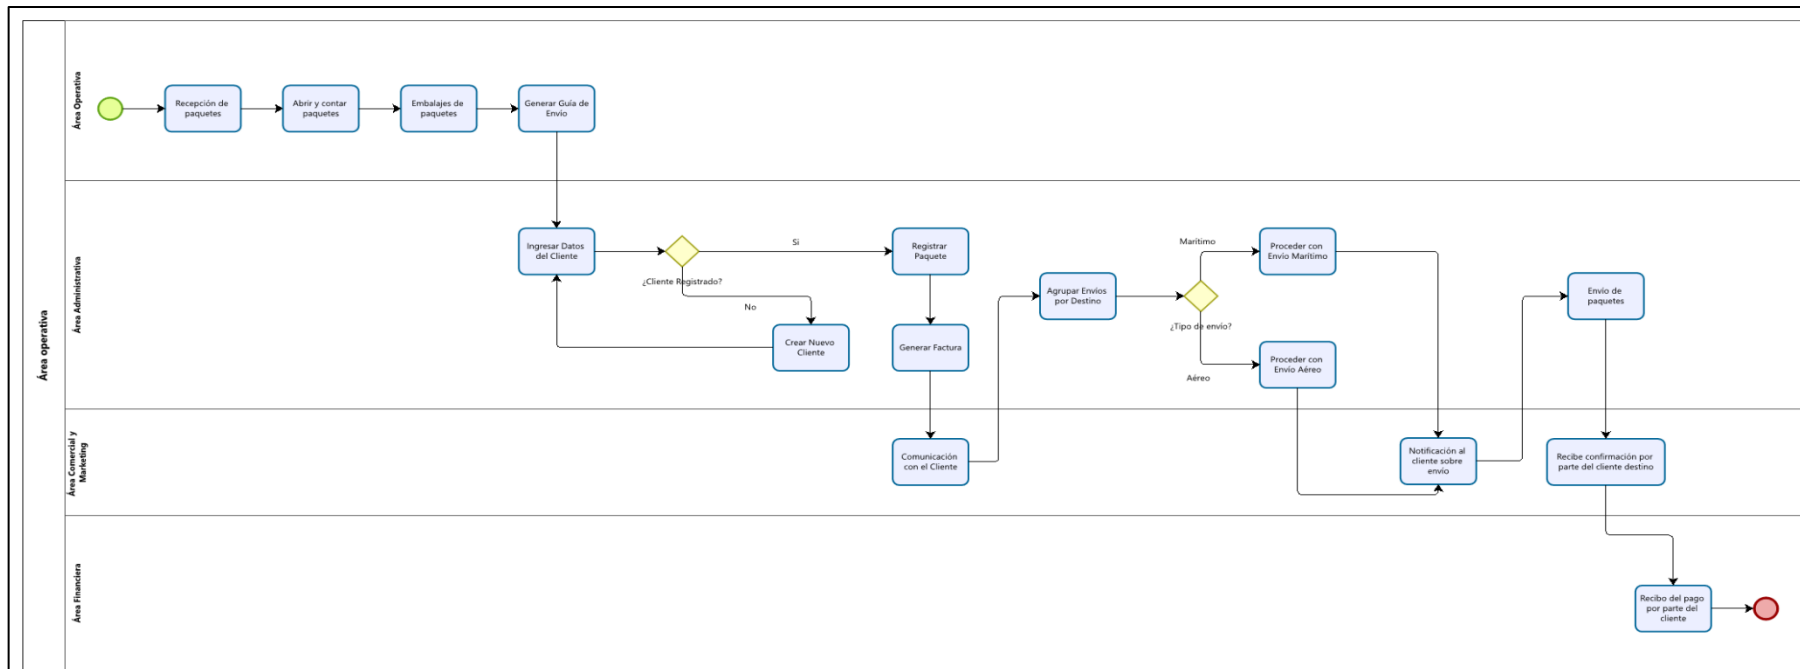 Área operativa
Área Operativa
Recepción de
paquetes
Abrir y contar
paquetes
Embalajes de
paquetes
Generar Guía de
Envío
Área Administrativa
Ingresar Datos
del Cliente
¿Cliente Registrado?
Si
No
Crear Nuevo
Cliente
Registrar
Paquete
Generar Factura
Agrupar Envíos
por Destino
¿Tipo de envío?
Marítimo
Aéreo
Proceder con
Envío Marítimo
Proceder con
Envío Aéreo
Envío de
paquetes
Área Comercial y
Marketing
Comunicación
con el Cliente
Notificación al
cliente sobre
envío
Recibe confirmación por
parte del cliente destino
Área Financiera
Recibo del pago
por parte del
cliente